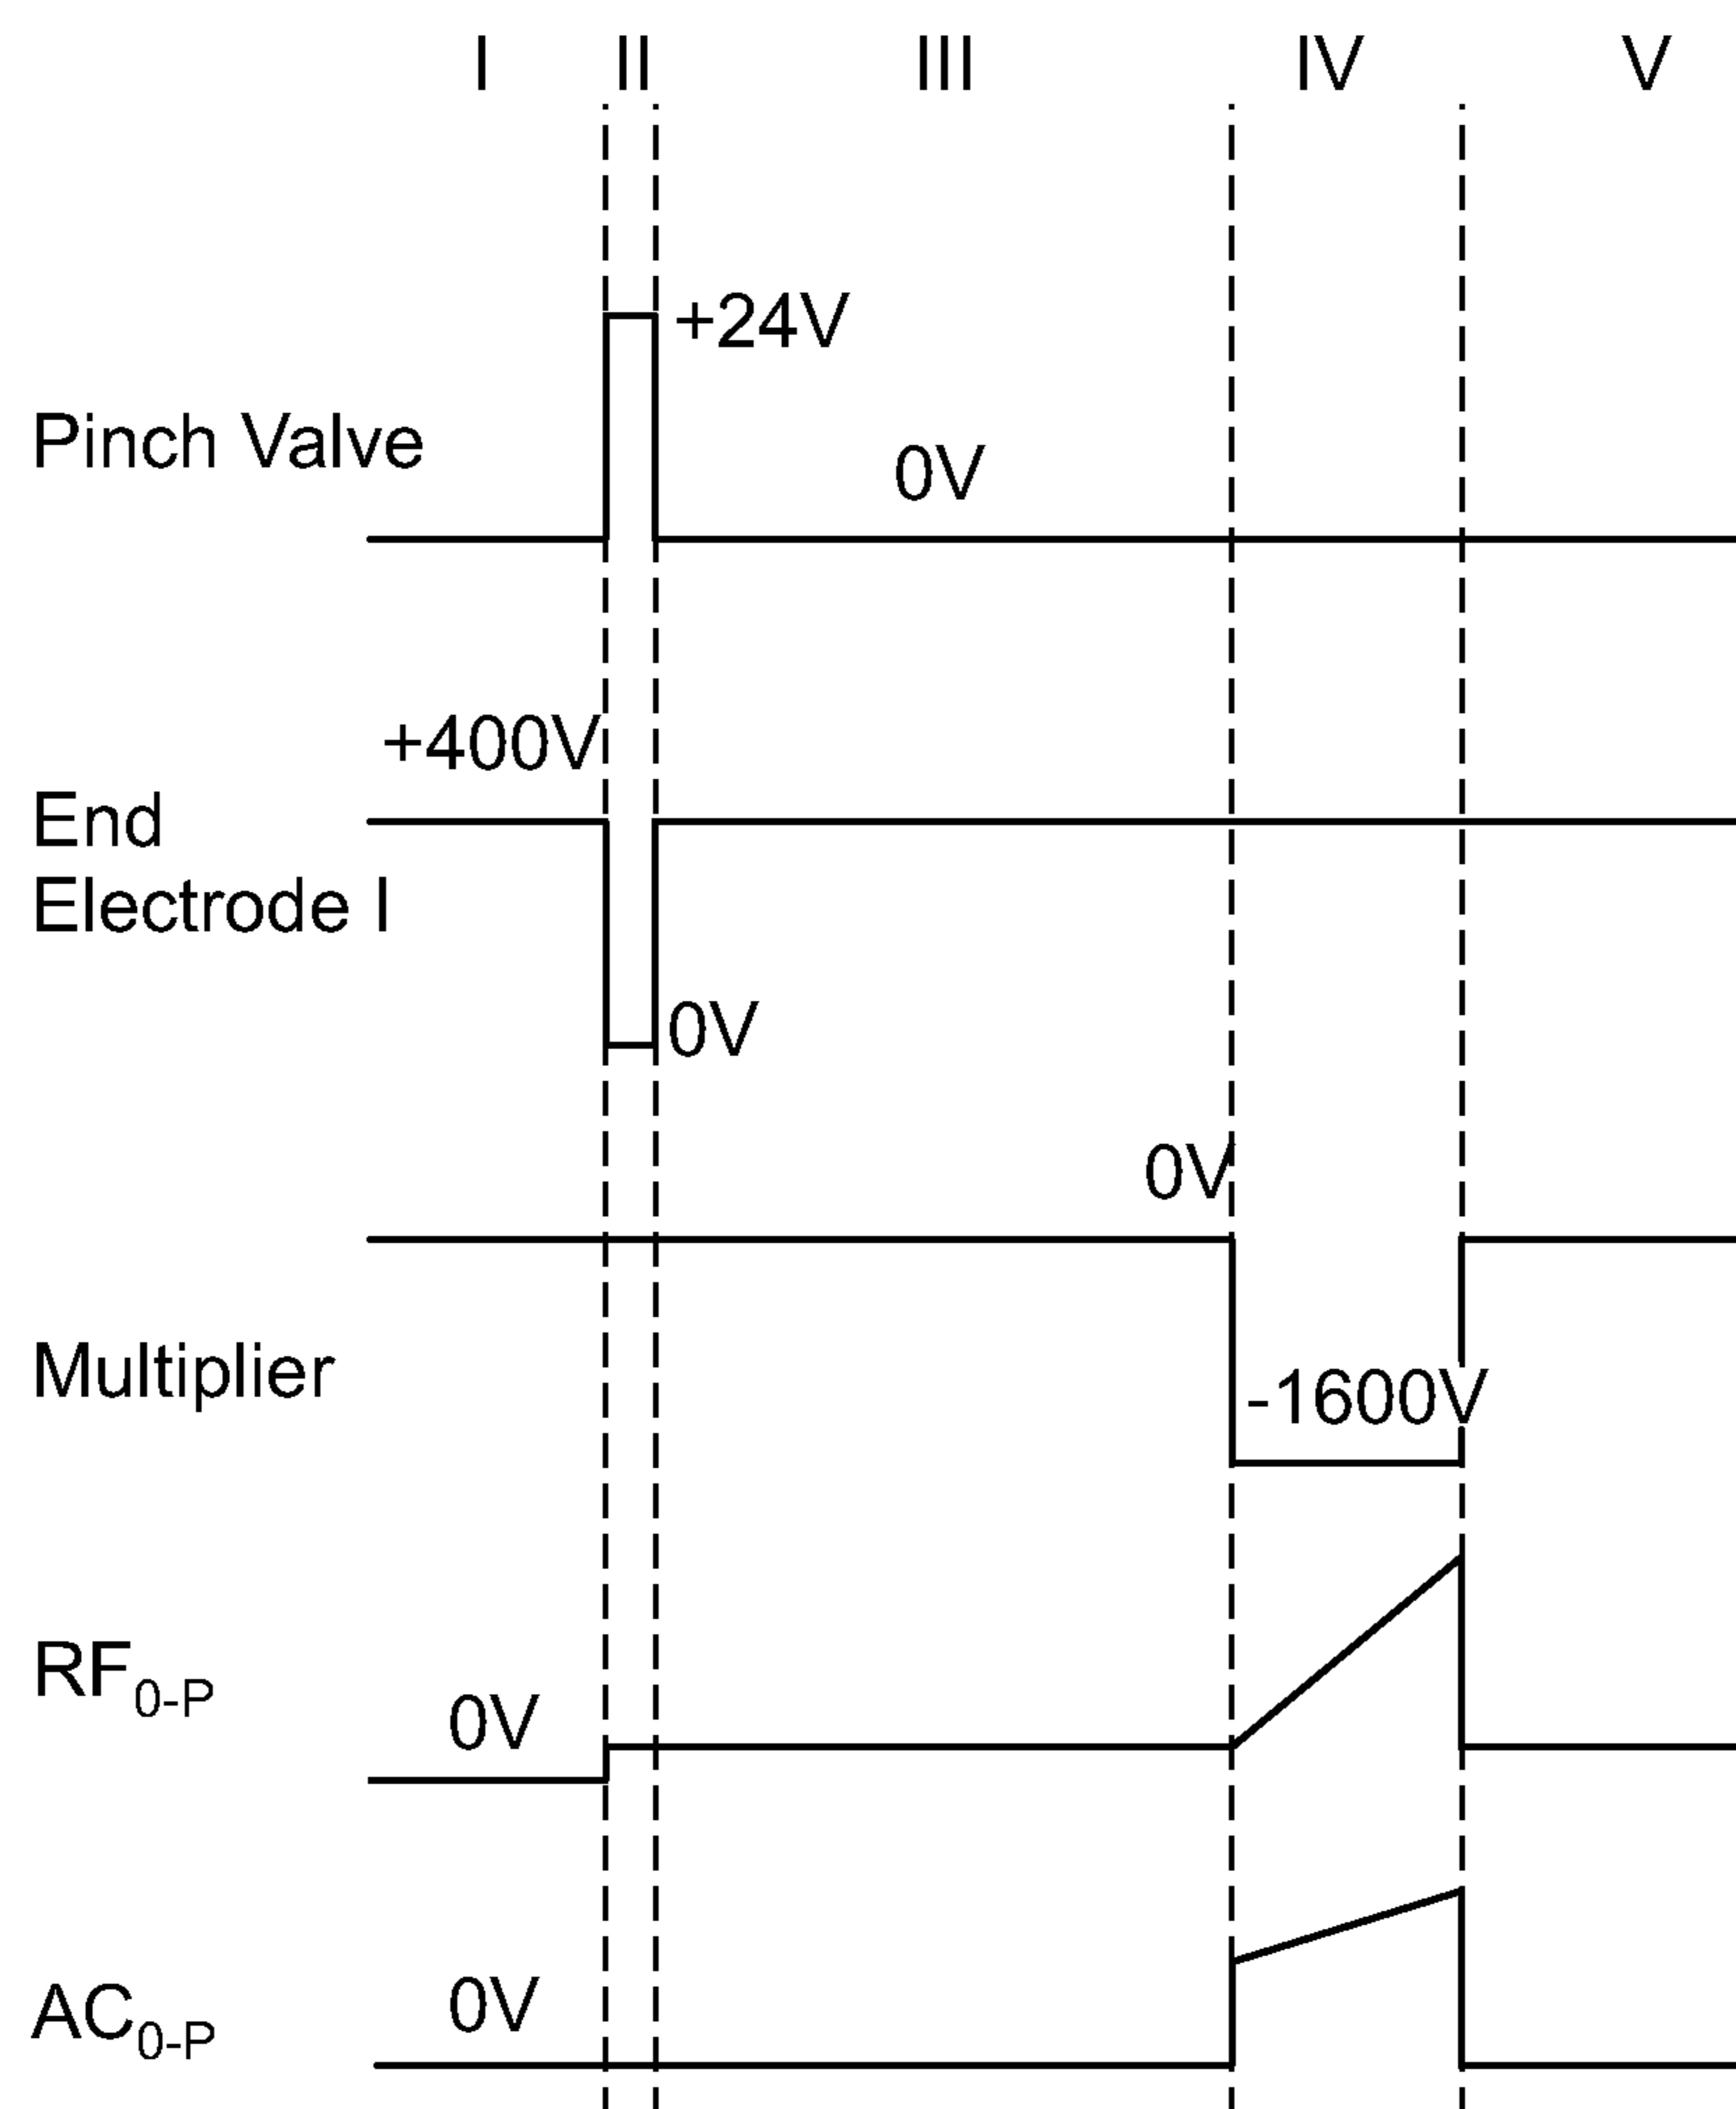 I II III IV V
+24V
Pinch Valve
0V
+400V
End
Electrode I
0V
0V
Multiplier
-1600V
RF0-P
0V
AC0-P
0V